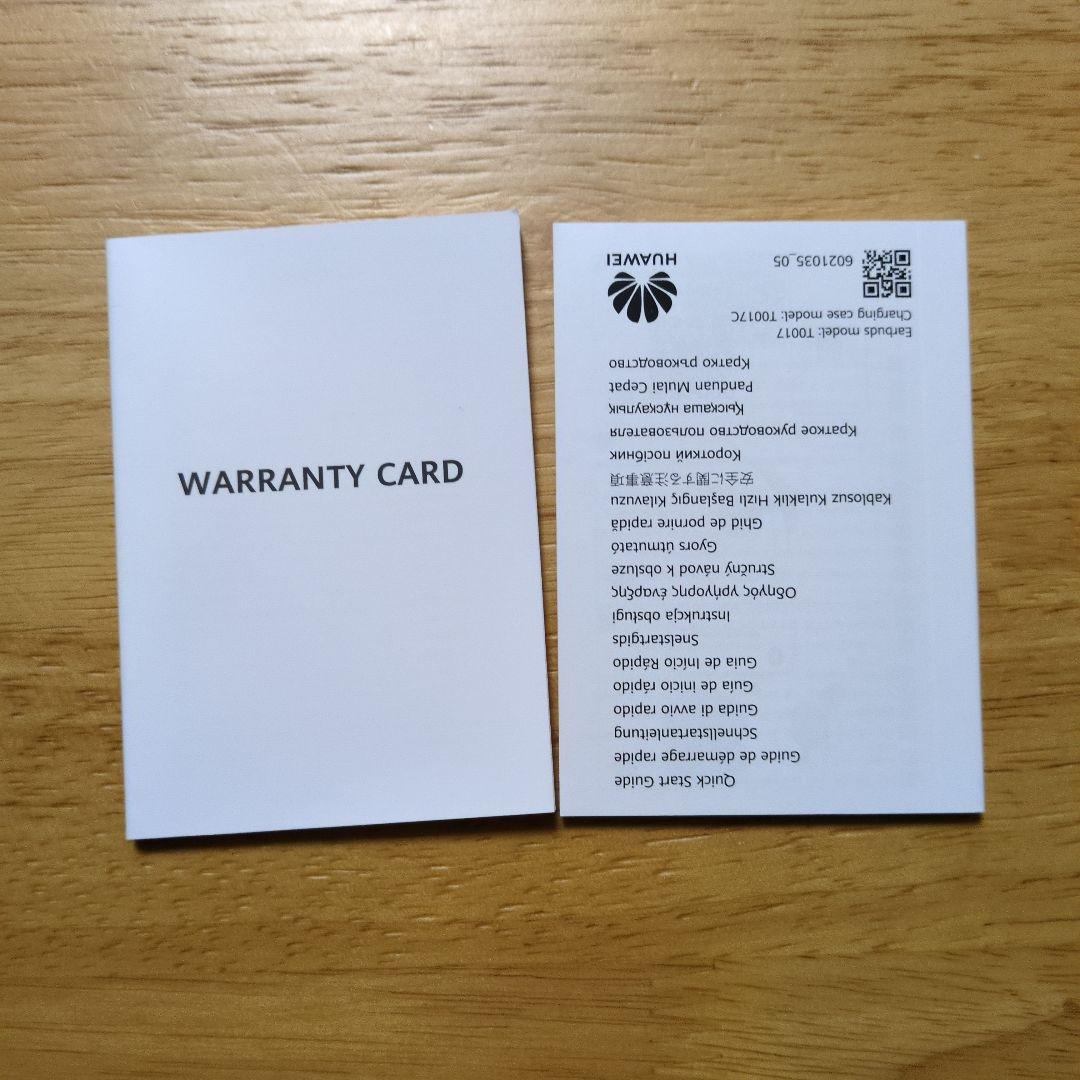 WARRANTY CARD
Quick Start Guide
Guide de démarrage rapide
Schnellstartanleitung
Guida di avvio rapido
Guía de inicio rápido
Guia de Início Rápido
Snelstartgids
Instrukcja obsługi
Οδηγός γρήγορης έναρξης
Stručný návod k obsluze
Gyors útmutató
Ghid de pornire rapidă
Kablosuz Kulaklık Hızlı Başlangıç Kılavuzu
安全に関する注意事項
Короткий посібник
Краткое руководство пользователя
Қысқаша нұсқаулық
Panduan Mulai Cepat
Кратко ръководство
Earbuds model: T0017
Charging case model: T0017C
6021035_05
HUAWEI